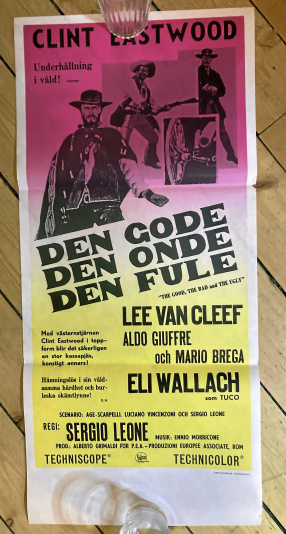 CLINT EASTWOOD
Underhållning
i våld!
DEN GODE
DEN ONDE
DEN FULE
"THE GOOD, THE BAD and THE UGLY"
LEE VAN CLEEF
ALDO GIUFFRE
och MARIO BREGA
ELI WALLACH
som TUCO
Med västernstjärnan
Clint Eastwood i topp-
form blir det säkerligen
en stor kassapjäs,
konstigt annars!
Hämningslös i sin våld-
samma hårdhet och bur-
leska skämtlynne!
SCENARIO: AGE-SCARPELLI. LUCIANO VINCENZONI OCH SERGIO LEONE
REGI: SERGIO LEONE MUSIK: ENNIO MORRICONE
PROD.: ALBERTO GRIMALDI FÖR P.E.A.-PRODUZIONI EUROPEE ASSOCIATE, ROM
TECHNISCOPE® TECHNICOLOR®